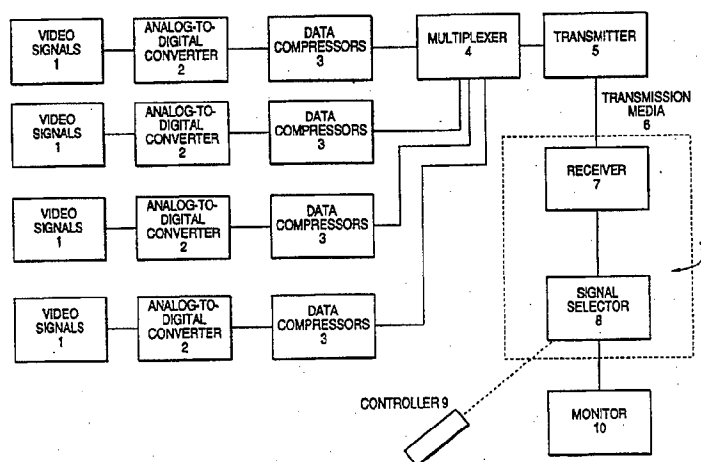 VIDEO
SIGNALS
1
ANALOG-TO-
DIGITAL
CONVERTER
2
DATA
COMPRESSORS
3
MULTIPLEXER
4
TRANSMITTER
5
VIDEO
SIGNALS
1
ANALOG-TO-
DIGITAL
CONVERTER
2
DATA
COMPRESSORS
3
TRANSMISSION
MEDIA
6
RECEIVER
7
VIDEO
SIGNALS
1
ANALOG-TO-
DIGITAL
CONVERTER
2
DATA
COMPRESSORS
3
VIDEO
SIGNALS
1
ANALOG-TO-
DIGITAL
CONVERTER
2
DATA
COMPRESSORS
3
SIGNAL
SELECTOR
8
CONTROLLER 9
MONITOR
10